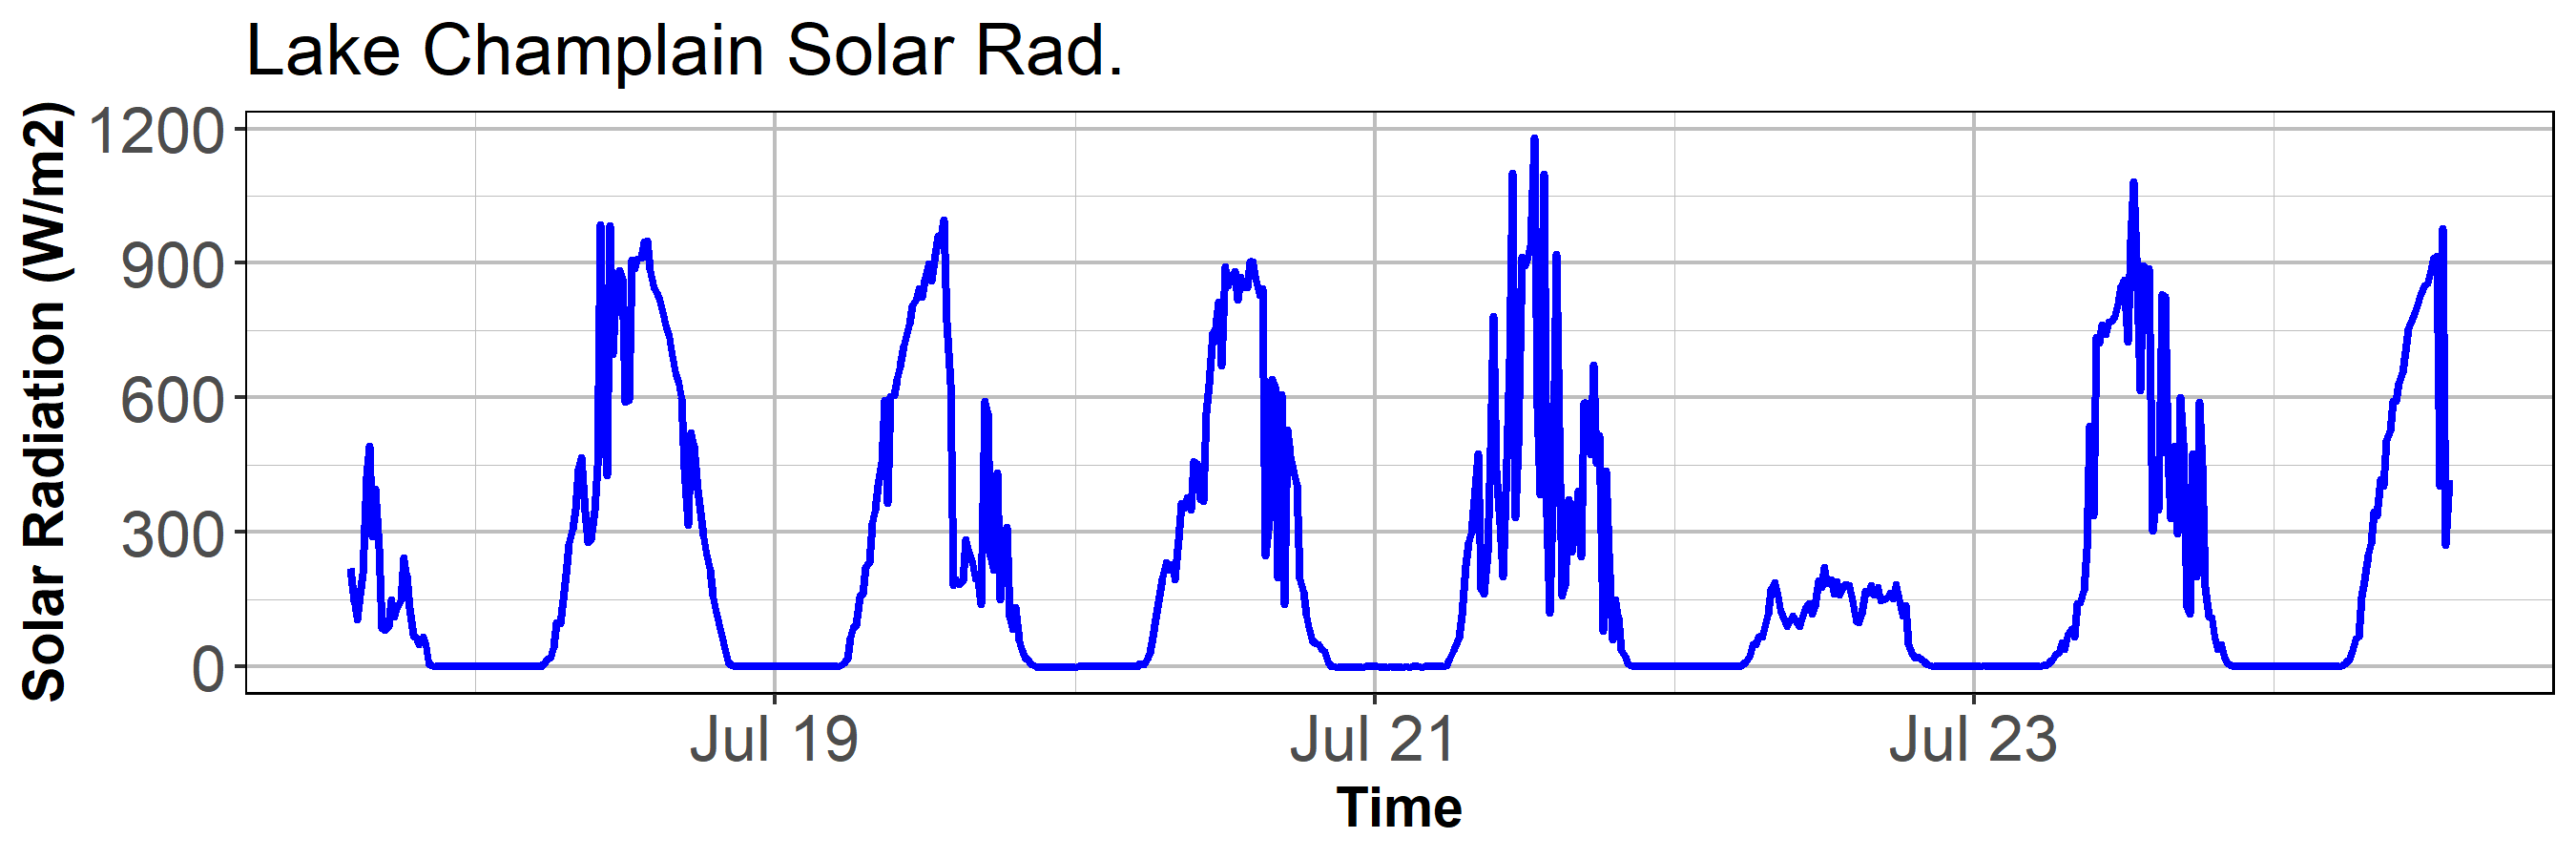 Lake Champlain Solar Rad.
Solar Radiation (W/m2)
1200
900
600
300
0
Jul 19
Jul 21
Jul 23
Time